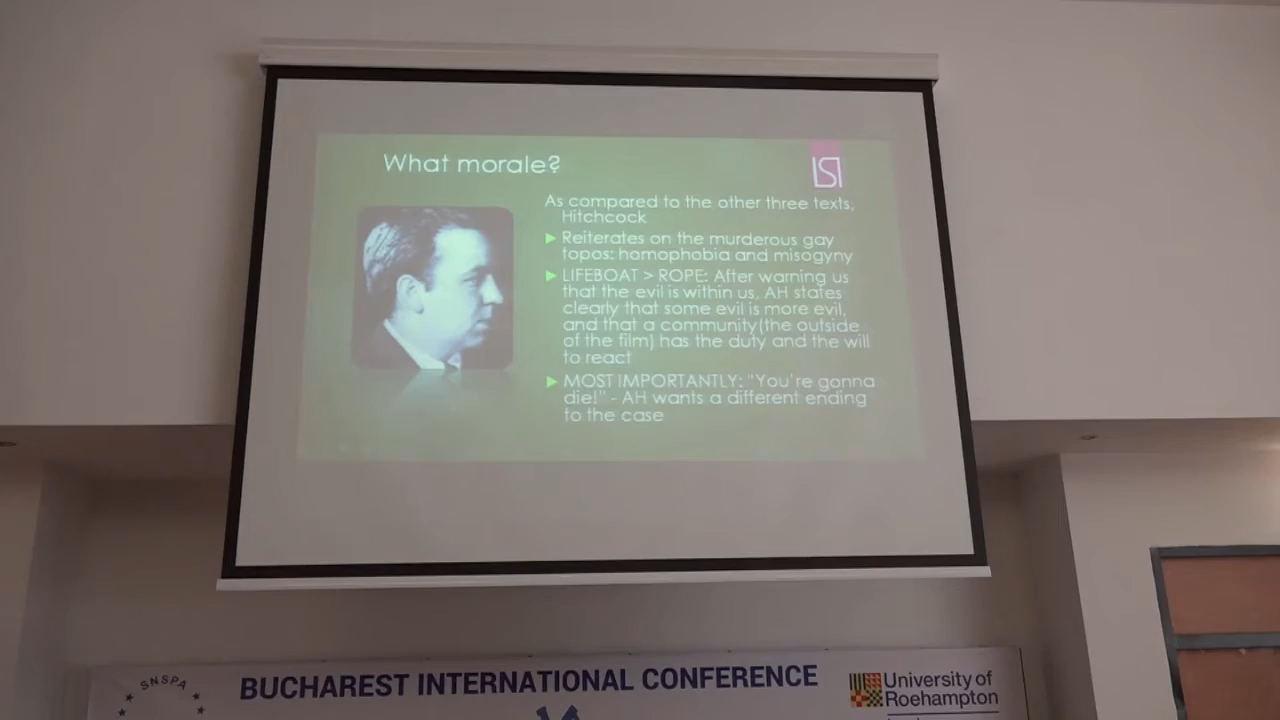 What morale?
LSI
As compared to the other three texts,
Hitchcock
Reiterates on the murderous gay
topos: homophobia and misogyny
LIFEBOAT > ROPE: After warning us
that the evil is within us, AH states
clearly that some evil is more evil,
and that a community(the outside
of the film) has the duty and the will
to react
MOST IMPORTANTLY: "You're gonna
die!" - AH wants a different ending
to the case
SNSPA
BUCHAREST INTERNATIONAL CONFERENCE
University of
Roehampton